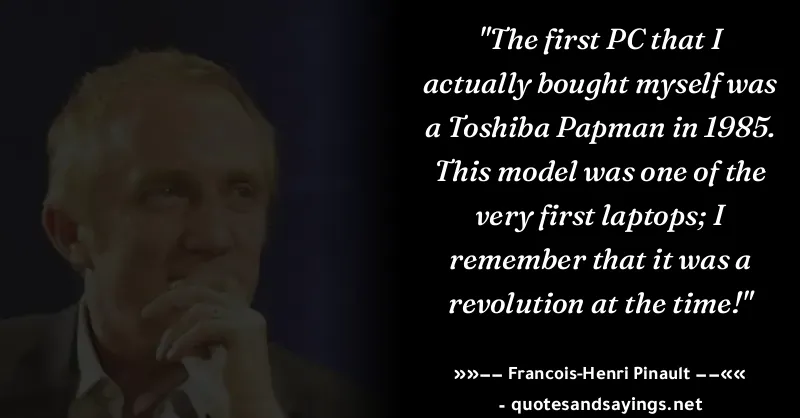 "The first PC that I
actually bought myself was
a Toshiba Papman in 1985.
This model was one of the
very first laptops; I
remember that it was a
revolution at the time!"
»»−− Francois-Henri Pinault −−««
- quotesandsayings.net